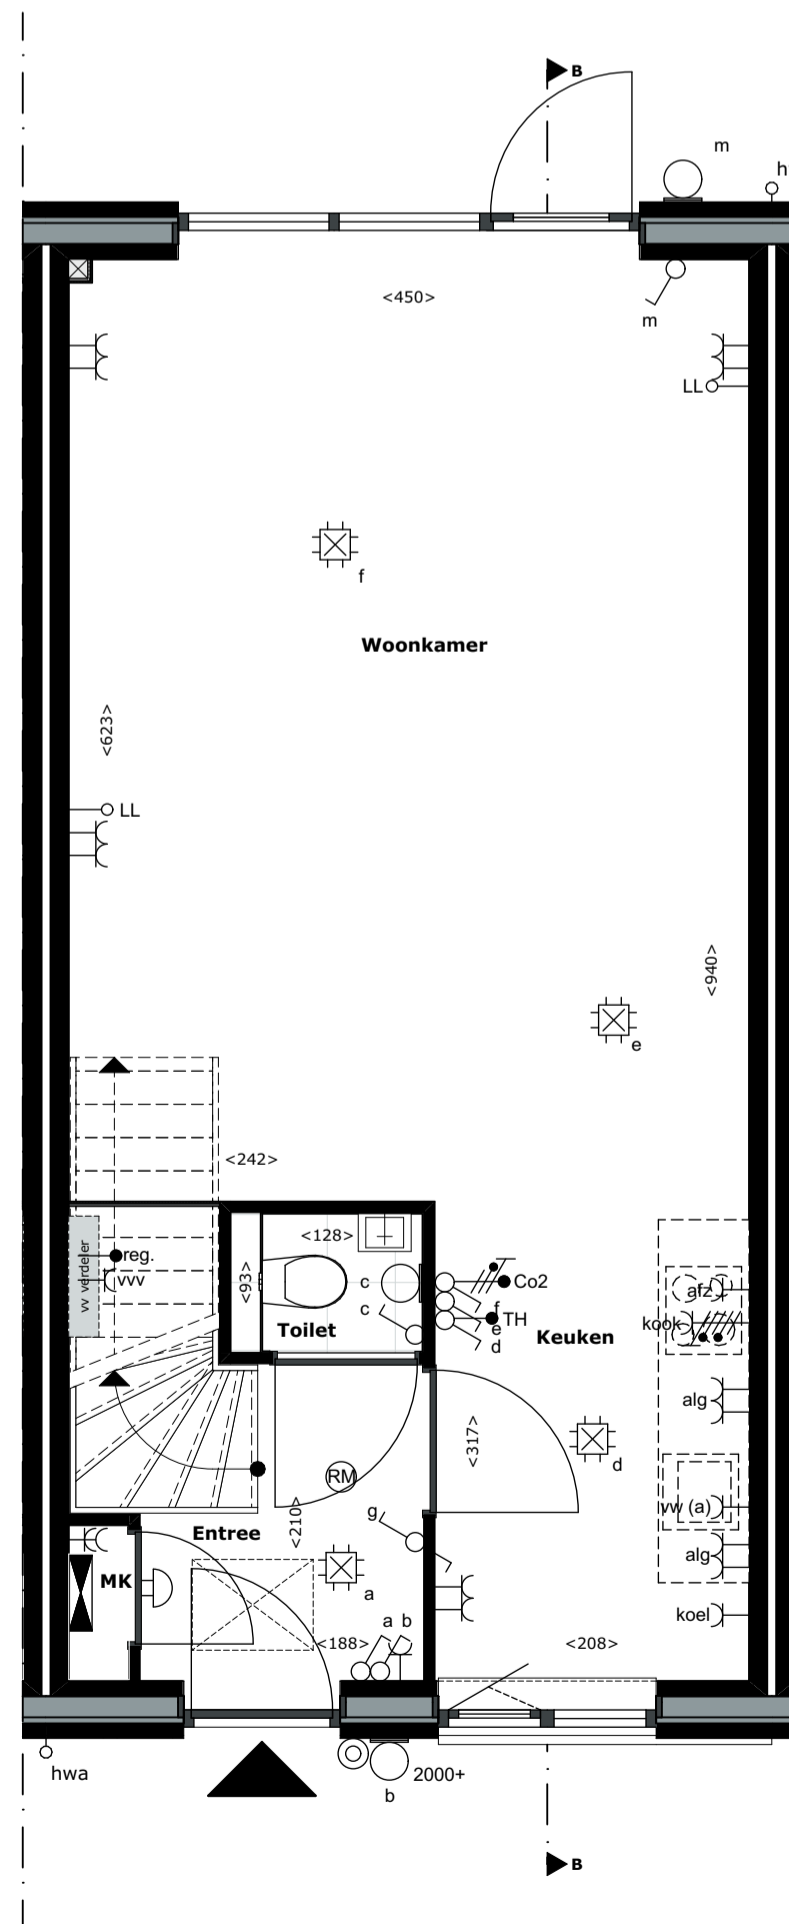 B
m
h
<450>
m
LL
f
Woonkamer
<623>
LL
<940>
e
<242>
<128>
vv verdeler
reg.
vvv
<93>
c
c
Co2
f
TH
e
d
Toilet
Keuken
afz
kook
alg
<317>
d
RM
vw (a)
g
<210>
Entree
alg
MK
a
koel
a b
<188>
<208>
hwa
2000+
b
B